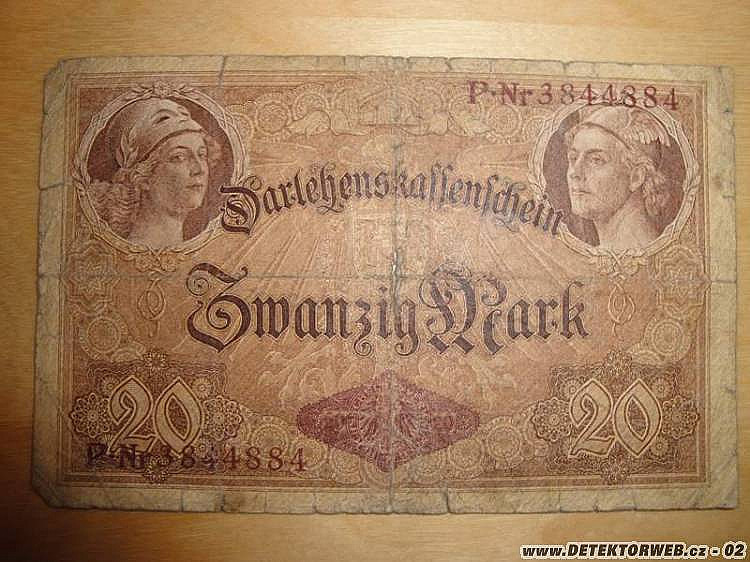 P·Nr 3844884
Darlehenskassenschein
Zwanzig Mark
20 20
P·Nr 3844884
www.DETEKTORWEB.cz - 02